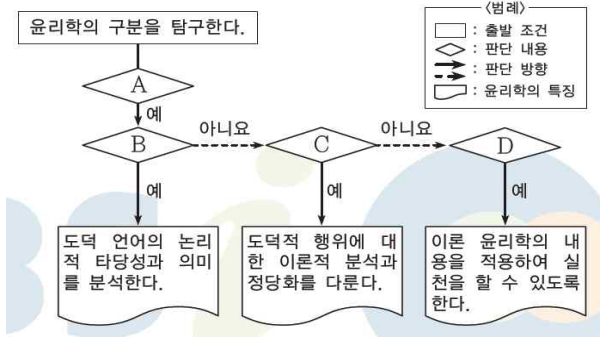 윤리학의 구분을 탐구한다.
〈범례〉
: 출발 조건
: 판단 내용
: 판단 방향
: 윤리학의 특징
A
예
B
아니요
C
아니요
D
예
예
예
도덕 언어의 논리
적 타당성과 의미
를 분석한다.
도덕적 행위에 대
한 이론적 분석과
정당화를 다룬다.
이론 윤리학의 내
용을 적용하여 실
천을 할 수 있도록
한다.